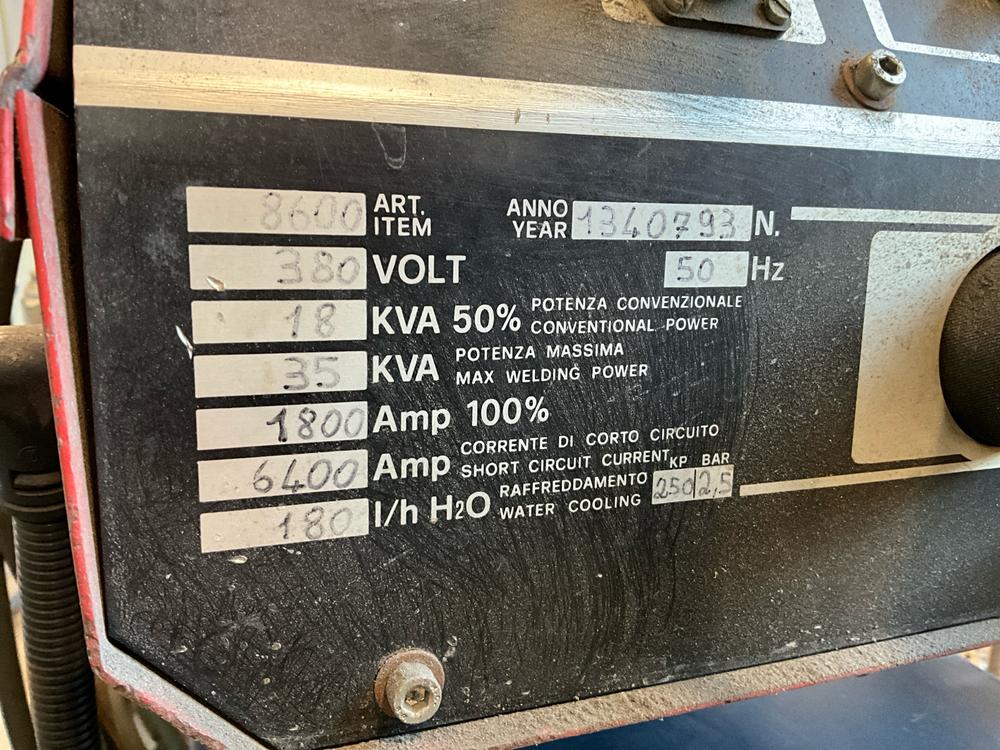 8600 ART. ITEM ANNO YEAR 1340793 N.
380 VOLT 50 Hz
18 KVA 50% POTENZA CONVENZIONALE CONVENTIONAL POWER
35 KVA POTENZA MASSIMA MAX WELDING POWER
1800 Amp 100%
6400 Amp CORRENTE DI CORTO CIRCUITO SHORT CIRCUIT CURRENT
180 l/h H2O RAFFREDDAMENTO WATER COOLING KP 250 BAR 2,5